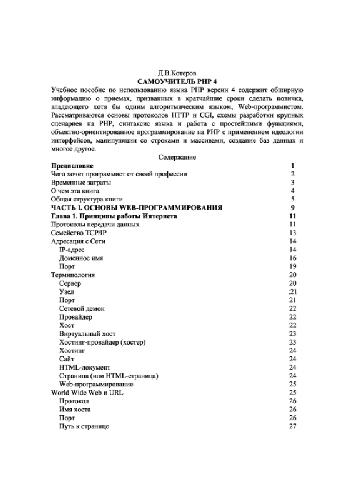 Д.В.Котеров
САМОУЧИТЕЛЬ PHP 4
Учебное пособие по использованию языка PHP версии 4 содержит обширную
информацию о приемах, призванных в кратчайшие сроки сделать новичка,
владеющего хотя бы одним алгоритмическим языком, Web-программистом.
Рассматриваются основы протоколов HTTP и CGI, схемы разработки крупных
сценариев на PHP, синтаксис языка и работа с простейшими функциями,
объектно-ориентированное программирование на PHP с применением идеологии
интерфейсов, манипуляции со строками и массивами, создание баз данных и
многое другое.
Содержание
Предисловие 1
Чего хочет программист от своей профессии 2
Временные затраты 3
О чем эта книга 4
Общая структура книги 5
ЧАСТЬ I. ОСНОВЫ WEB-ПРОГРАММИРОВАНИЯ 9
Глава 1. Принципы работы Интернета 11
Протоколы передачи данных 11
Семейство TCP/IP 13
Адресация с Сети 14
IP-адрес 14
Доменное имя 16
Порт 19
Терминология 20
Сервер 20
Узел .21
Порт 21
Сетевой демон 22
Провайдер 22
Хост 22
Виртуальный хост 23
Хостинг-провайдер (хостер) 23
Хостинг 24
Сайт 24
HTML-документ 24
Страница (или HTML-страница) 24
Web-программирование 25
World Wide Web и URL 25
Протокол 26
Имя хоста 26
Порт 26
Путь к странице 27